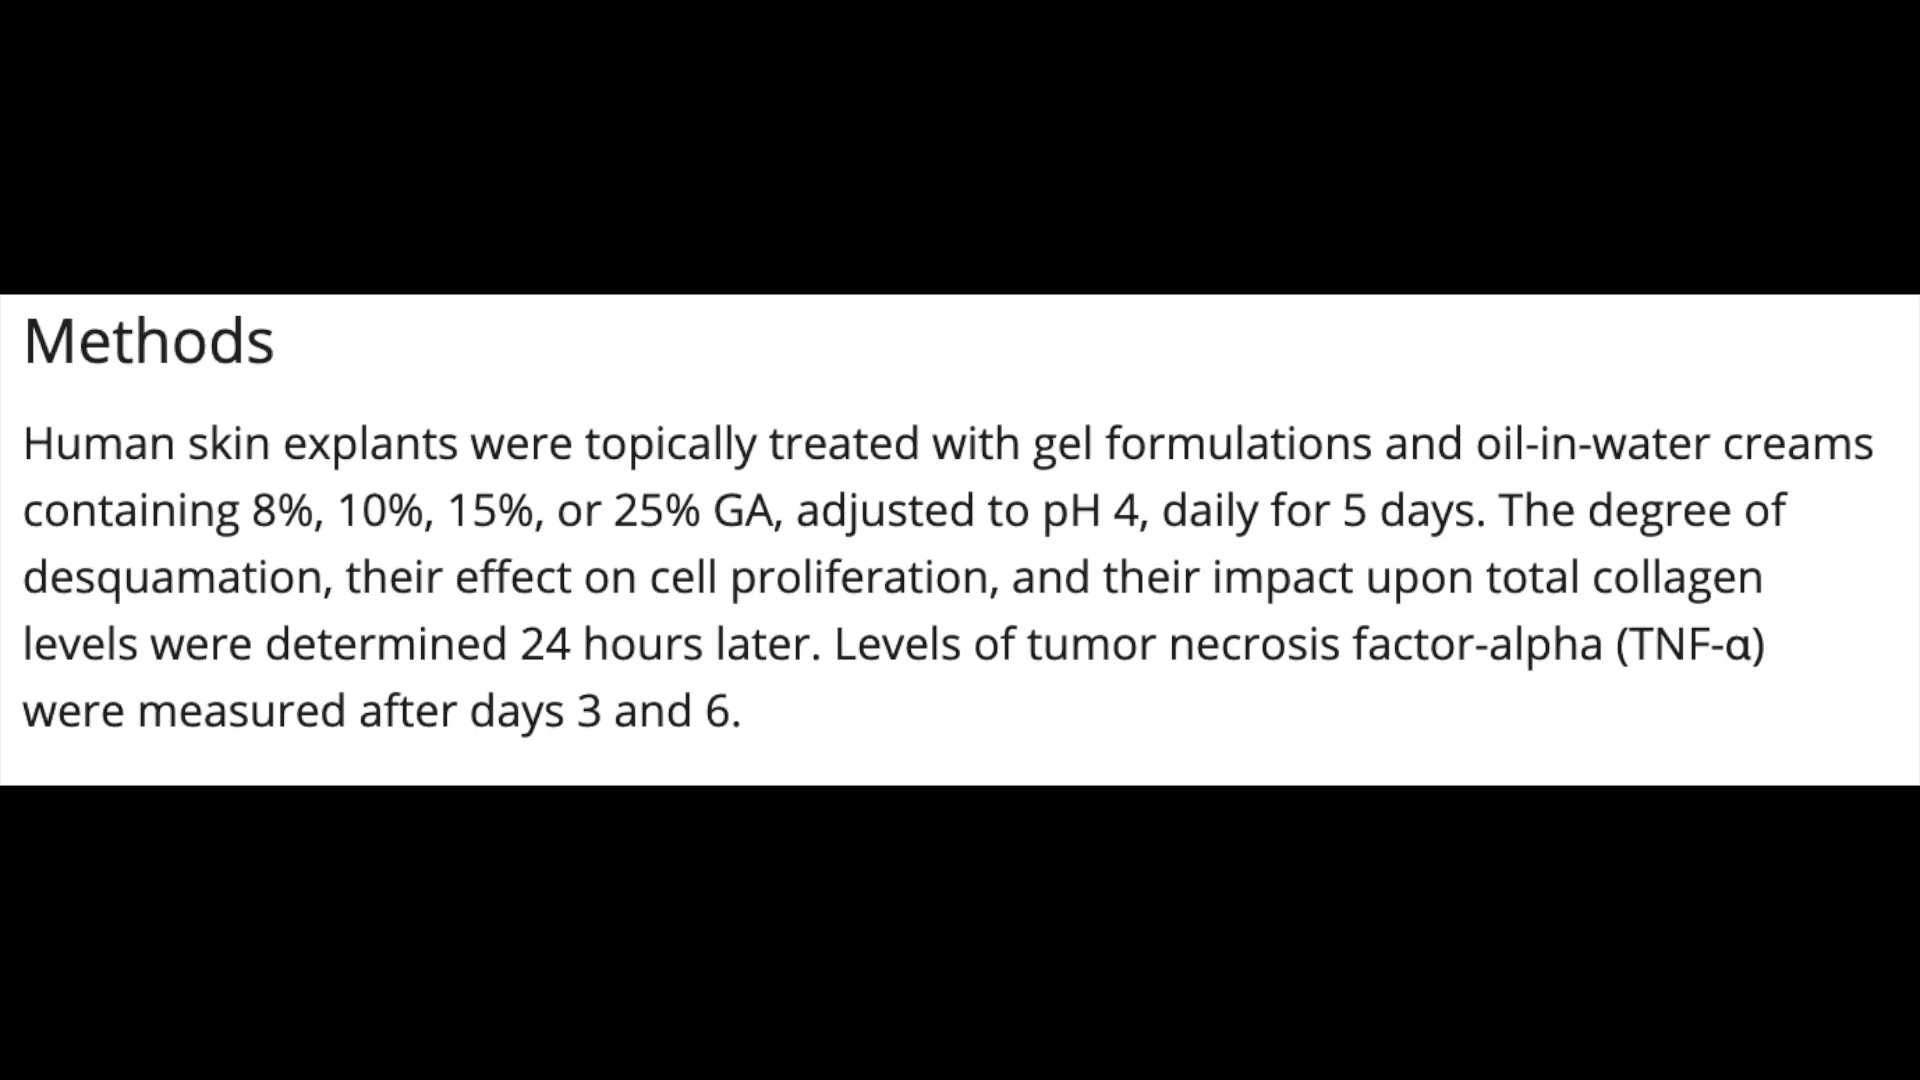 Methods
Human skin explants were topically treated with gel formulations and oil-in-water creams
containing 8%, 10%, 15%, or 25% GA, adjusted to pH 4, daily for 5 days. The degree of
desquamation, their effect on cell proliferation, and their impact upon total collagen
levels were determined 24 hours later. Levels of tumor necrosis factor-alpha (TNF-α)
were measured after days 3 and 6.